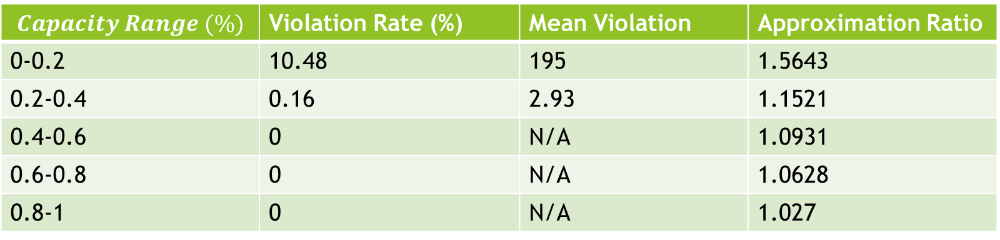 Capacity Range (%) Violation Rate (%) Mean Violation Approximation Ratio
0-0.2 10.48 195 1.5643
0.2-0.4 0.16 2.93 1.1521
0.4-0.6 0 N/A 1.0931
0.6-0.8 0 N/A 1.0628
0.8-1 0 N/A 1.027